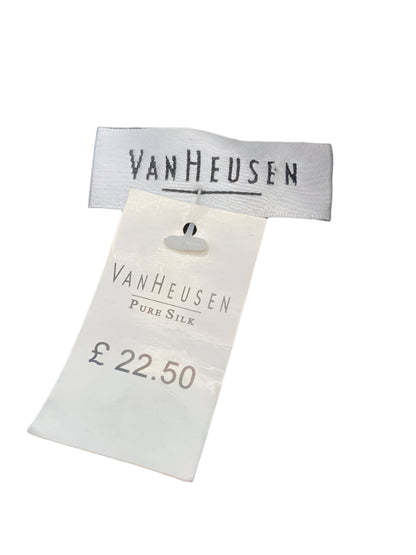 VANHEUSEN
VANHEUSEN
PURE SILK
£ 22.50